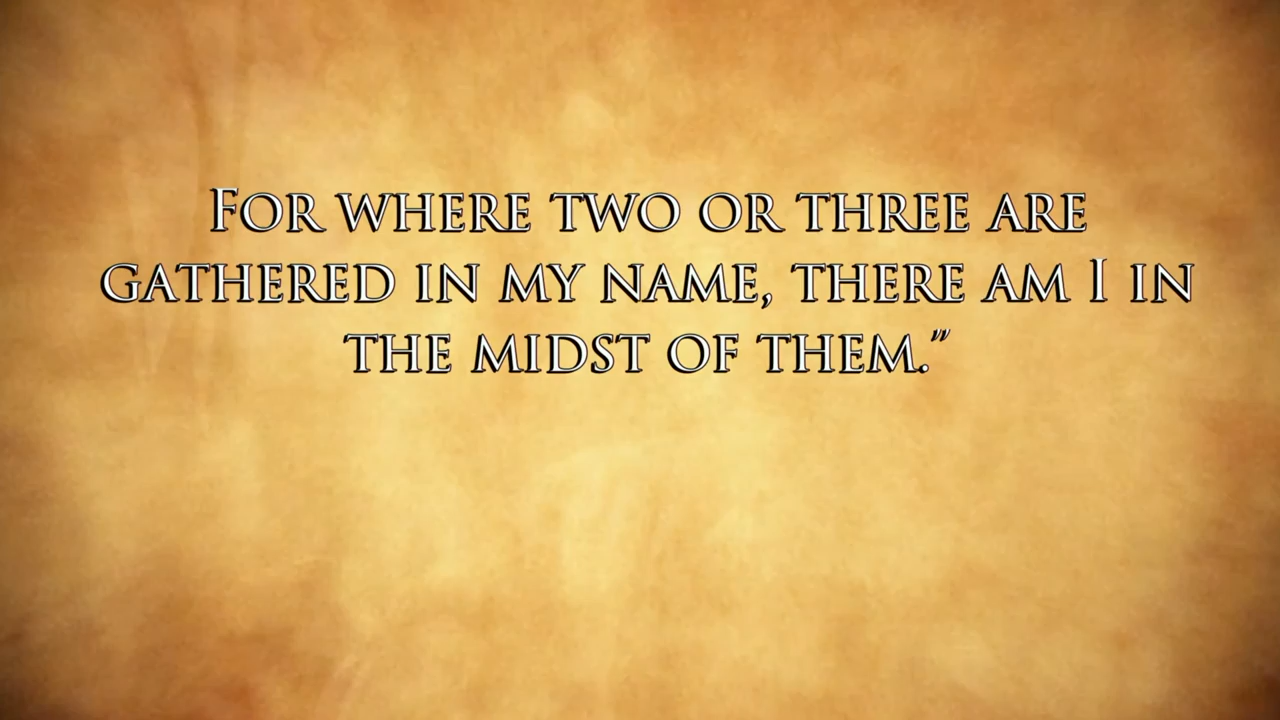 For where two or three are
gathered in my name, there am I in
the midst of them.”